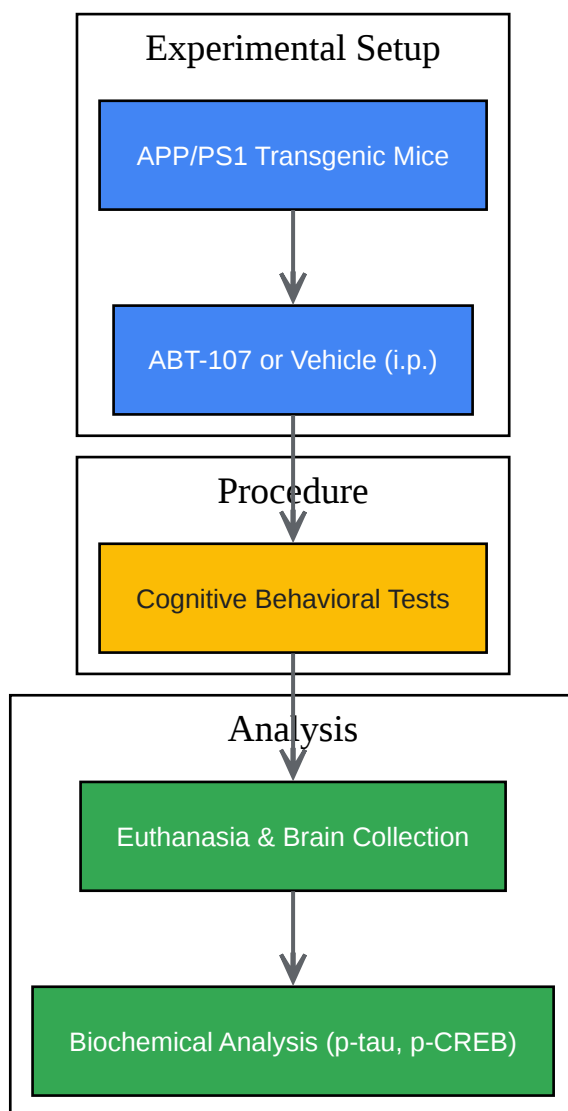 Experimental Setup
APP/PS1 Transgenic Mice
ABT-107 or Vehicle (i.p.)
Procedure
Cognitive Behavioral Tests
Analysis
Euthanasia & Brain Collection
Biochemical Analysis (p-tau, p-CREB)